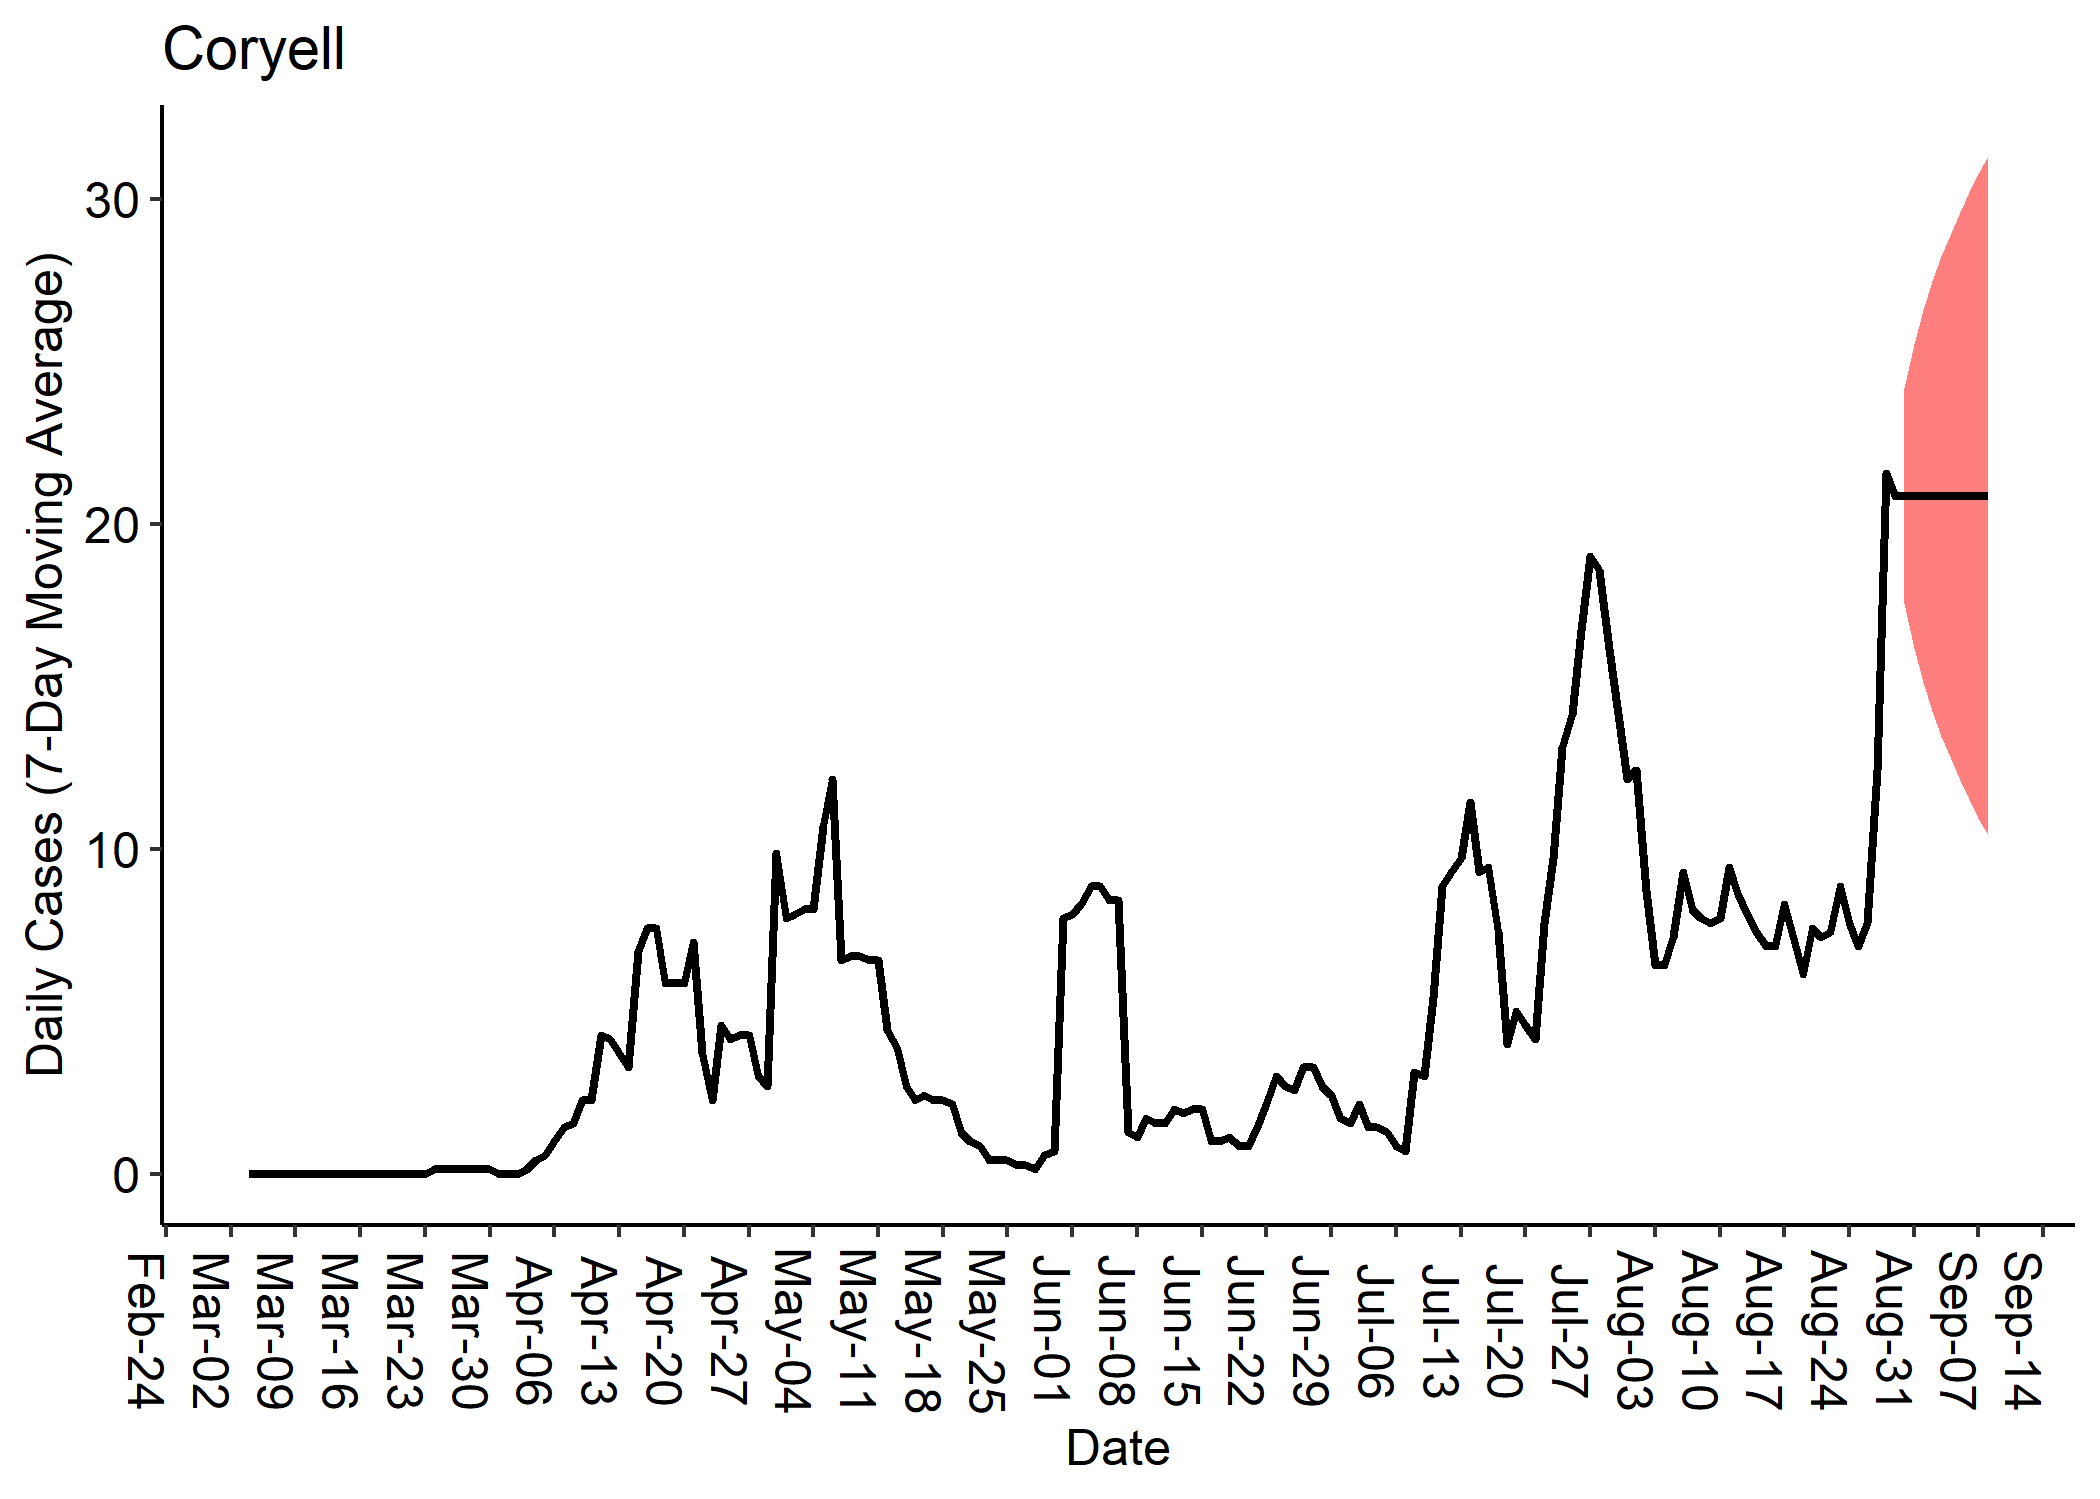 Coryell
Daily Cases (7-Day Moving Average)
30
20
10
0
Feb-24
Mar-02
Mar-09
Mar-16
Mar-23
Mar-30
Apr-06
Apr-13
Apr-20
Apr-27
May-04
May-11
May-18
May-25
Jun-01
Jun-08
Jun-15
Jun-22
Jun-29
Jul-06
Jul-13
Jul-20
Jul-27
Aug-03
Aug-10
Aug-17
Aug-24
Aug-31
Sep-07
Sep-14
Date